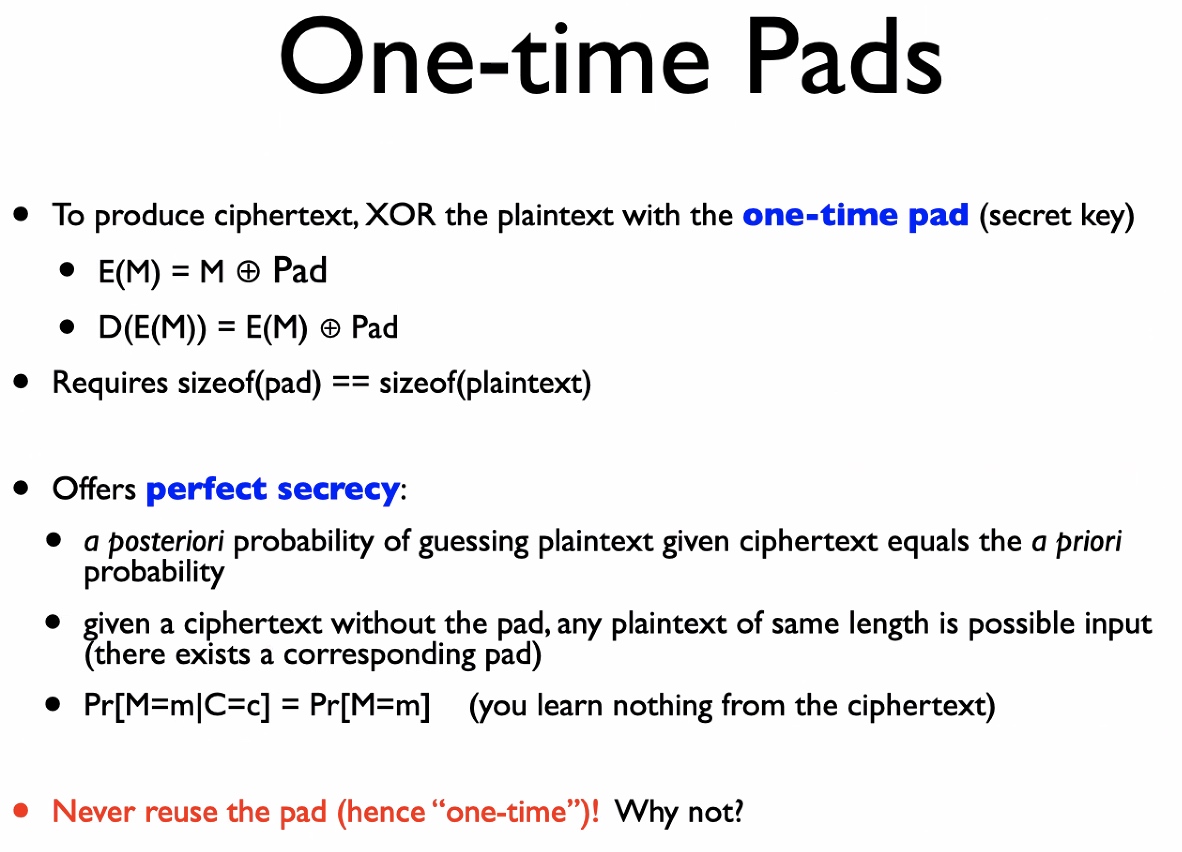 One-time Pads
• To produce ciphertext, XOR the plaintext with the one-time pad (secret key)
• E(M) = M ⊕ Pad
• D(E(M)) = E(M) ⊕ Pad
• Requires sizeof(pad) == sizeof(plaintext)
• Offers perfect secrecy:
• a posteriori probability of guessing plaintext given ciphertext equals the a priori
probability
• given a ciphertext without the pad, any plaintext of same length is possible input
(there exists a corresponding pad)
• Pr[M=m|C=c] = Pr[M=m] (you learn nothing from the ciphertext)
• Never reuse the pad (hence “one-time”)! Why not?